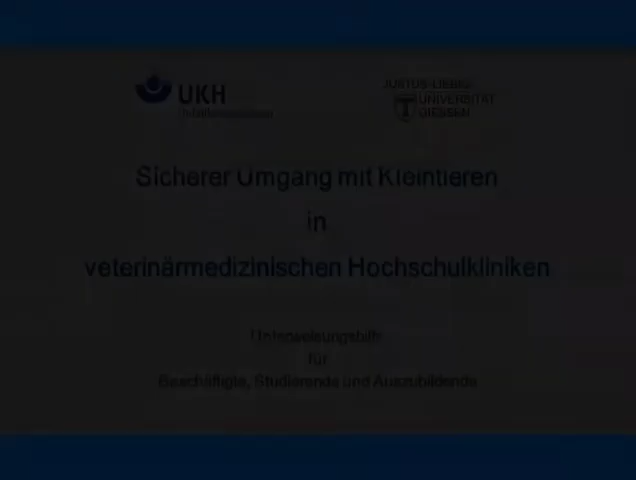 UKH
JUSTUS-LIEBIG-
UNIVERSITÄT
GIESSEN
Sicherer Umgang mit Kleintieren
in
veterinärmedizinischen Hochschulkliniken
Unterweisungshilfe
für
Beschäftigte, Studierende und Auszubildende